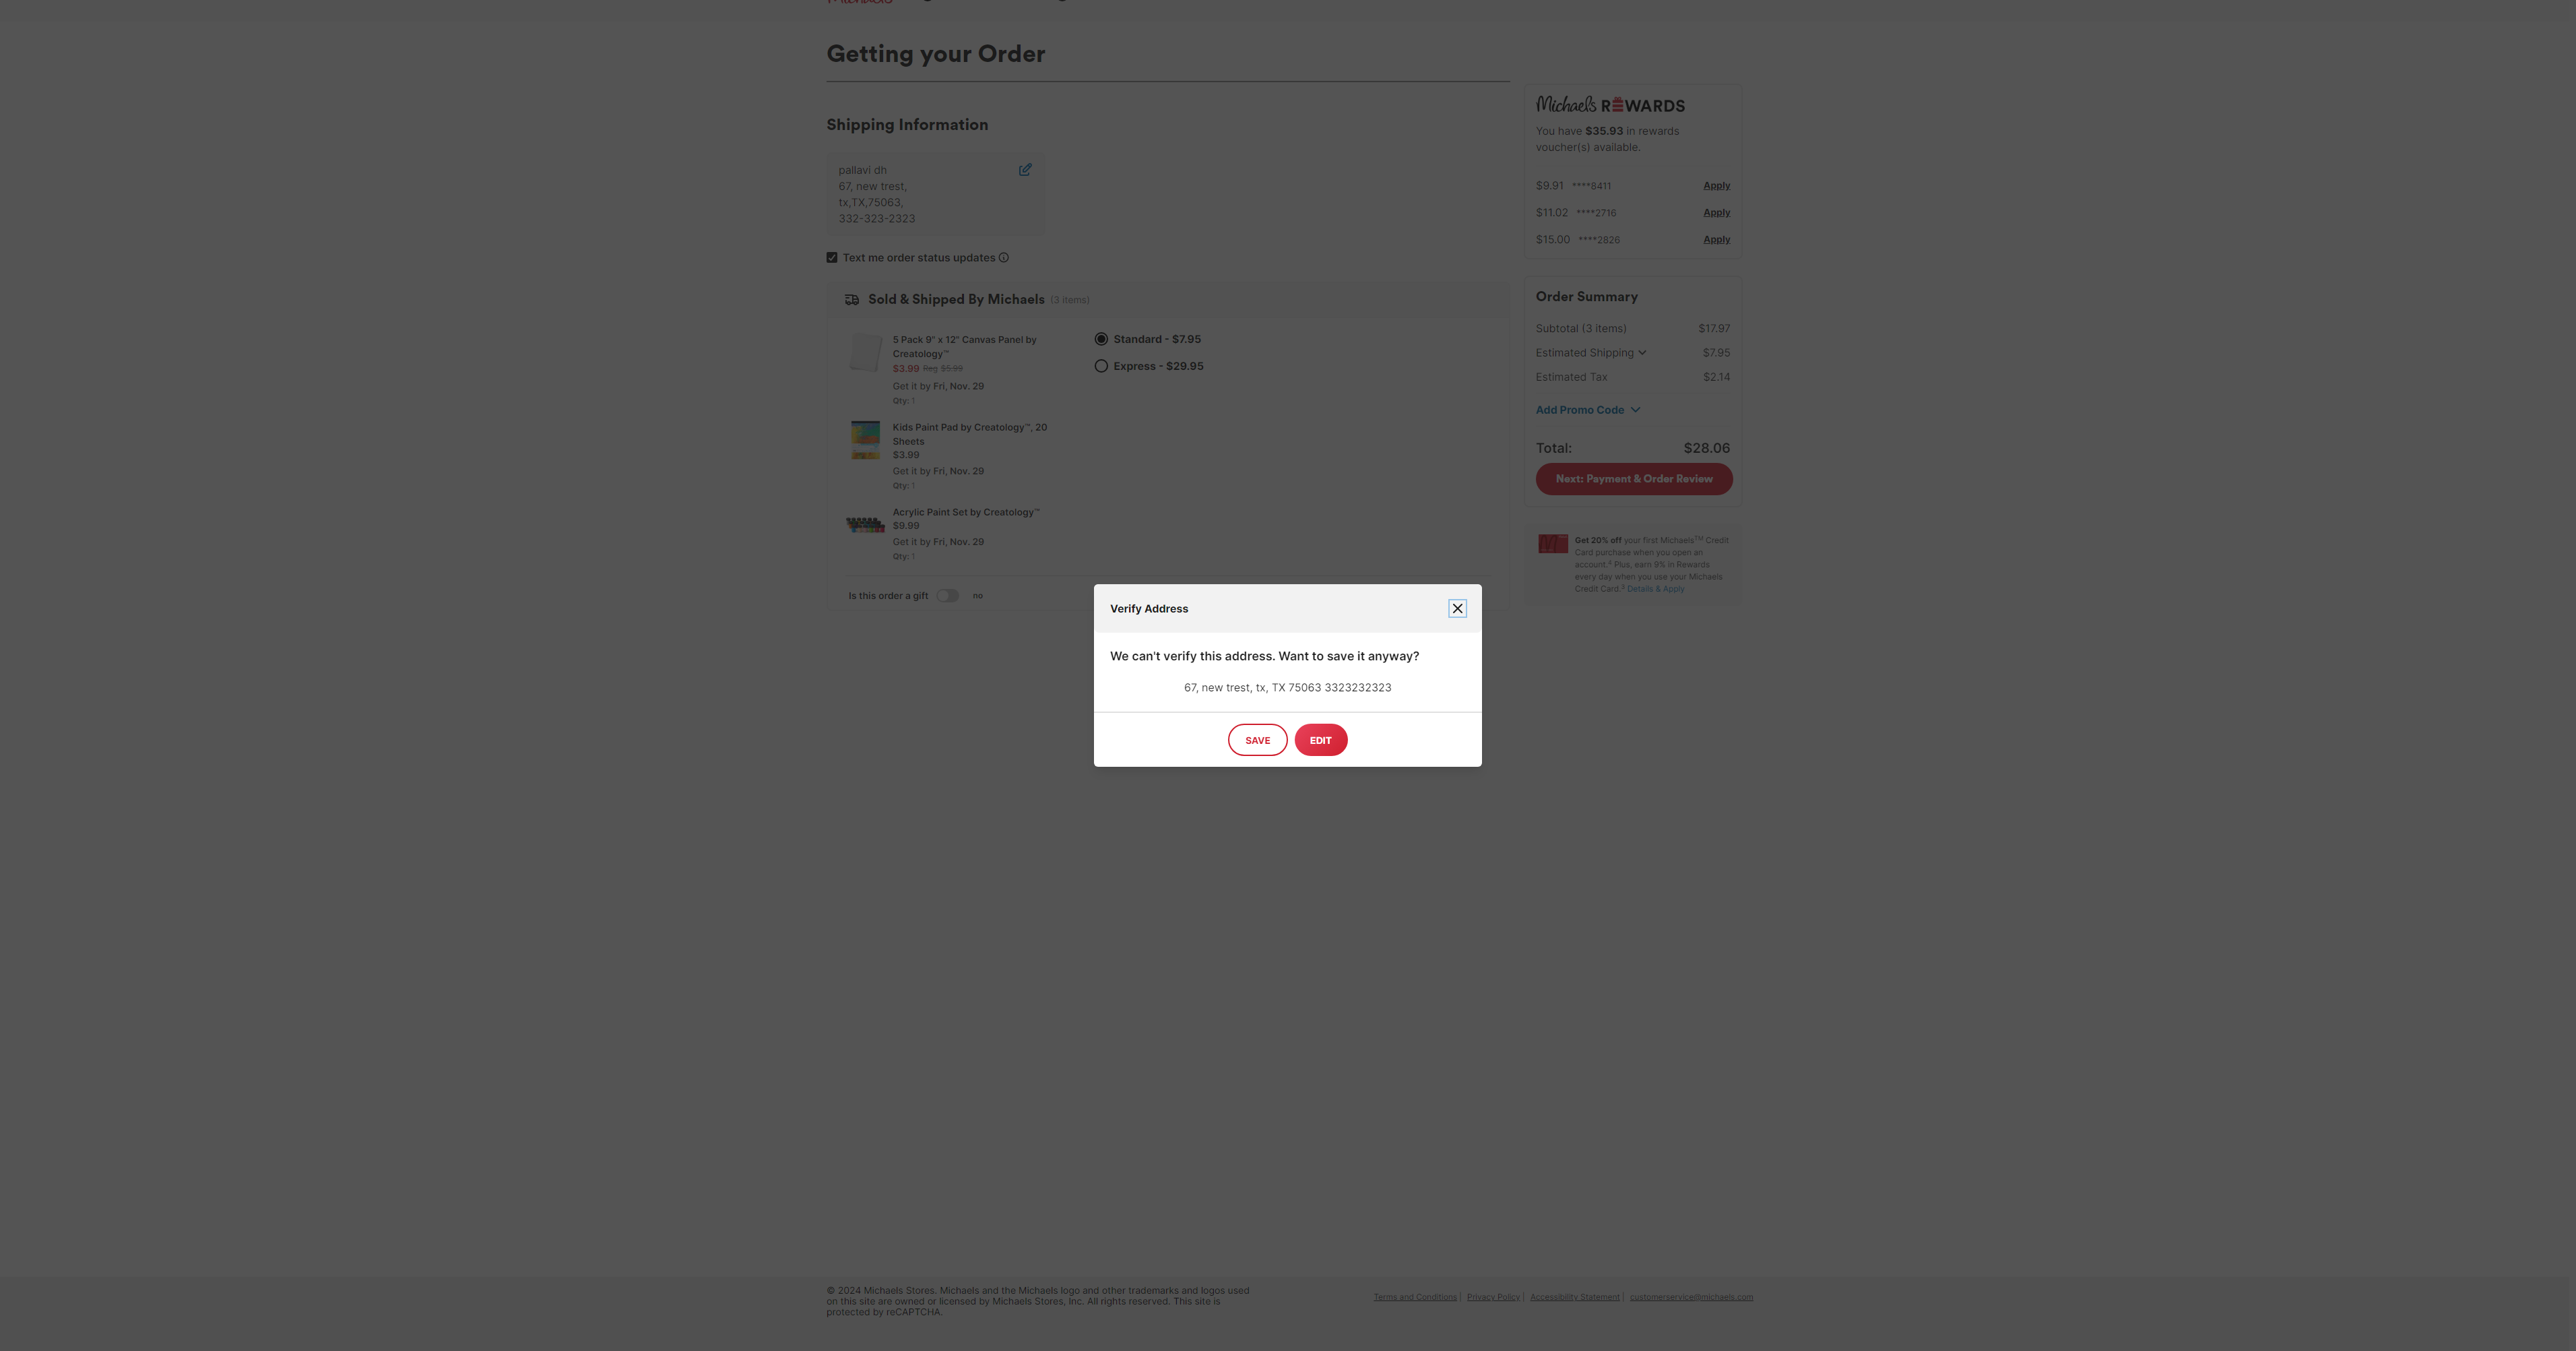 Getting your Order
Shipping Information
pallavi dh
67, new trest,
tx,TX,75063,
332-323-2323
Text me order status updates
Sold & Shipped By Michaels (3 items)
5 Pack 9" x 12" Canvas Panel by
Creatology™
$3.99 Reg $5.99
Get it by Fri, Nov. 29
Qty: 1
Standard - $7.95
Express - $29.95
Kids Paint Pad by Creatology™, 20
Sheets
$3.99
Get it by Fri, Nov. 29
Qty: 1
Acrylic Paint Set by Creatology™
$9.99
Get it by Fri, Nov. 29
Qty: 1
Is this order a gift no
Michaels REWARDS
You have $35.93 in rewards
voucher(s) available.
$9.91 ****8411 Apply
$11.02 ****2716 Apply
$15.00 ****2826 Apply
Order Summary
Subtotal (3 items) $17.97
Estimated Shipping $7.95
Estimated Tax $2.14
Add Promo Code
Total: $28.06
Next: Payment & Order Review
Get 20% off your first Michaels™ Credit
Card purchase when you open an
account.‡ Plus, earn 9% in Rewards
every day when you use your Michaels
Credit Card.‡ Details & Apply
Verify Address
We can't verify this address. Want to save it anyway?
67, new trest, tx, TX 75063 3323232323
SAVE EDIT
© 2024 Michaels Stores. Michaels and the Michaels logo and other trademarks and logos used
on this site are owned or licensed by Michaels Stores, Inc. All rights reserved. This site is
protected by reCAPTCHA.
Terms and Conditions | Privacy Policy | Accessibility Statement | customerservice@michaels.com